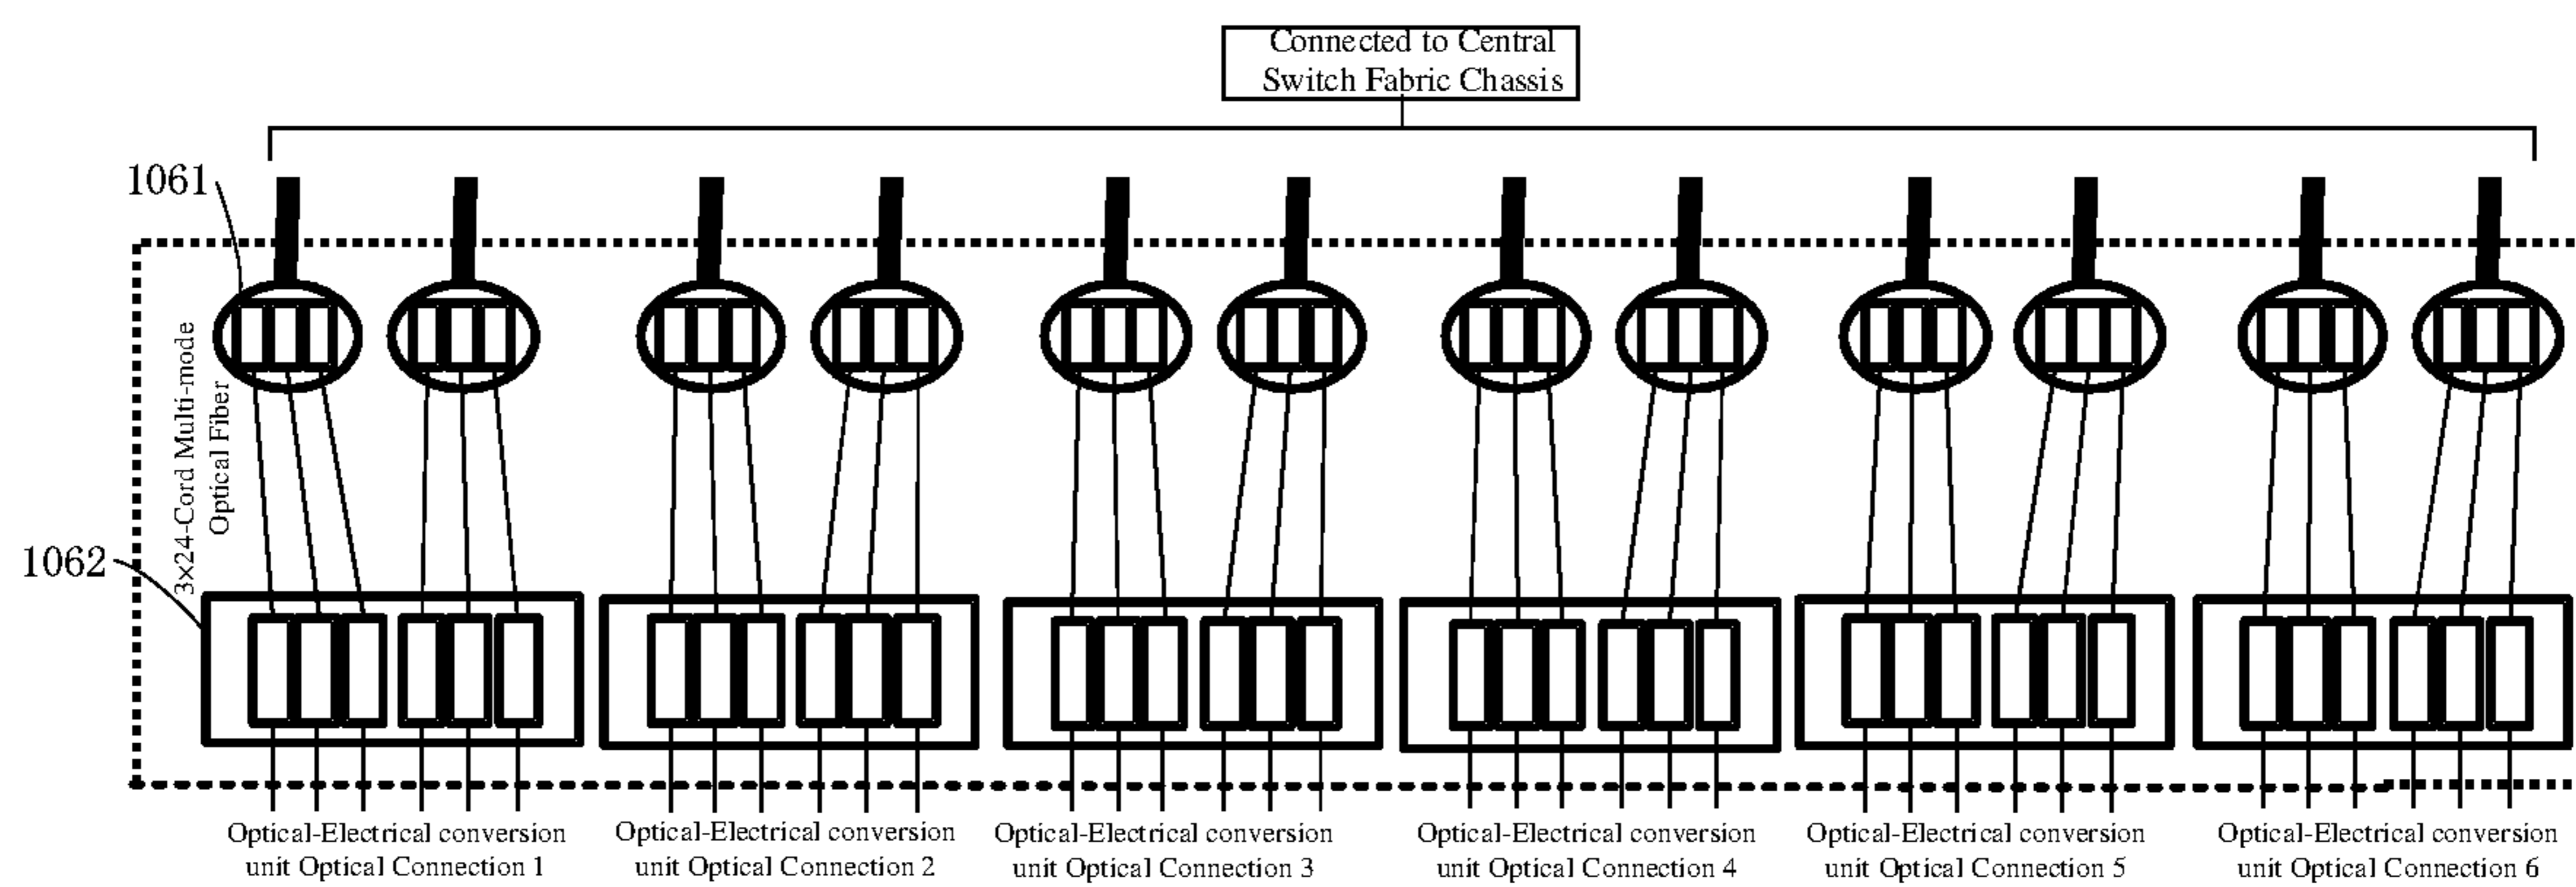 Connected to Central
Switch Fabric Chassis
1061
3×24-Cord Multi-mode
Optical Fiber
1062
Optical-Electrical conversion
unit Optical Connection 1
Optical-Electrical conversion
unit Optical Connection 2
Optical-Electrical conversion
unit Optical Connection 3
Optical-Electrical conversion
unit Optical Connection 4
Optical-Electrical conversion
unit Optical Connection 5
Optical-Electrical conversion
unit Optical Connection 6